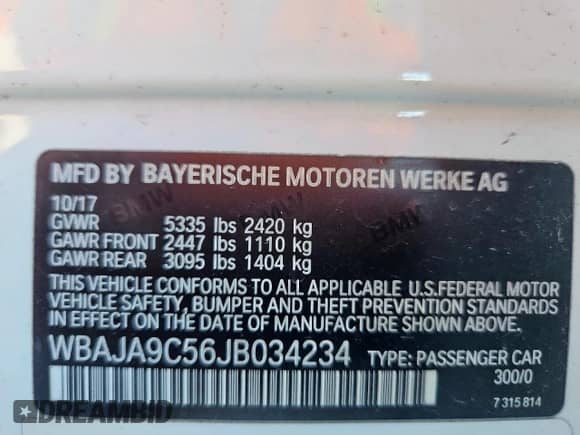 MFD BY BAYERISCHE MOTOREN WERKE AG
10/17
GVWR 5335 lbs 2420 kg
GAWR FRONT 2447 lbs 1110 kg
GAWR REAR 3095 lbs 1404 kg
THIS VEHICLE CONFORMS TO ALL APPLICABLE U.S.FEDERAL MOTOR
VEHICLE SAFETY, BUMPER AND THEFT PREVENTION STANDARDS
IN EFFECT ON THE DATE OF MANUFACTURE SHOWN ABOVE.
WBAJA9C56JB034234 TYPE: PASSENGER CAR
300/0
7 315 814
BMW BMW BMW
DREAMBID